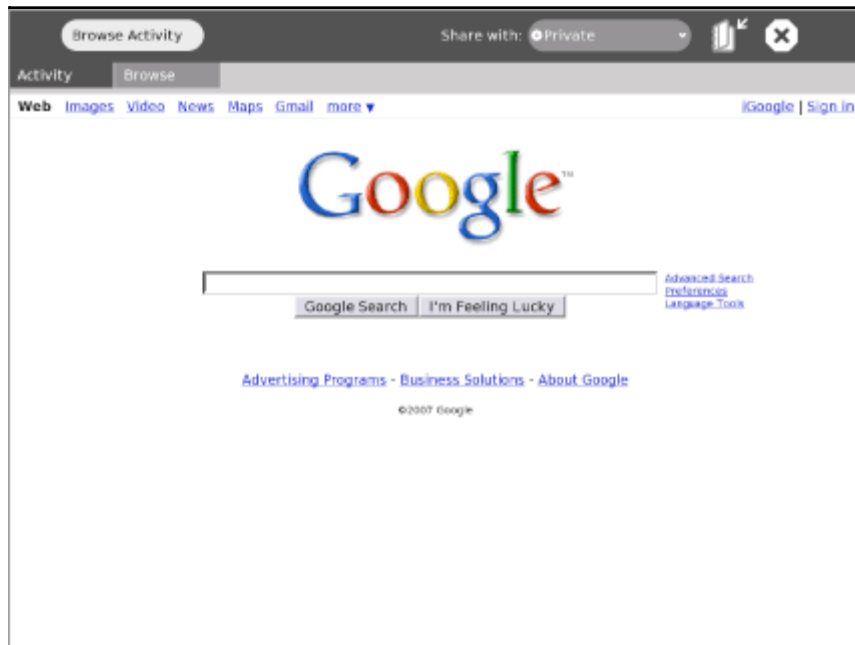 Browse Activity Share with: Private
Activity Browse
Web Images Video News Maps Gmail more ▼ iGoogle | Sign in
Google™
Advanced Search
Preferences
Language Tools
Google Search I'm Feeling Lucky
Advertising Programs - Business Solutions - About Google
©2007 Google